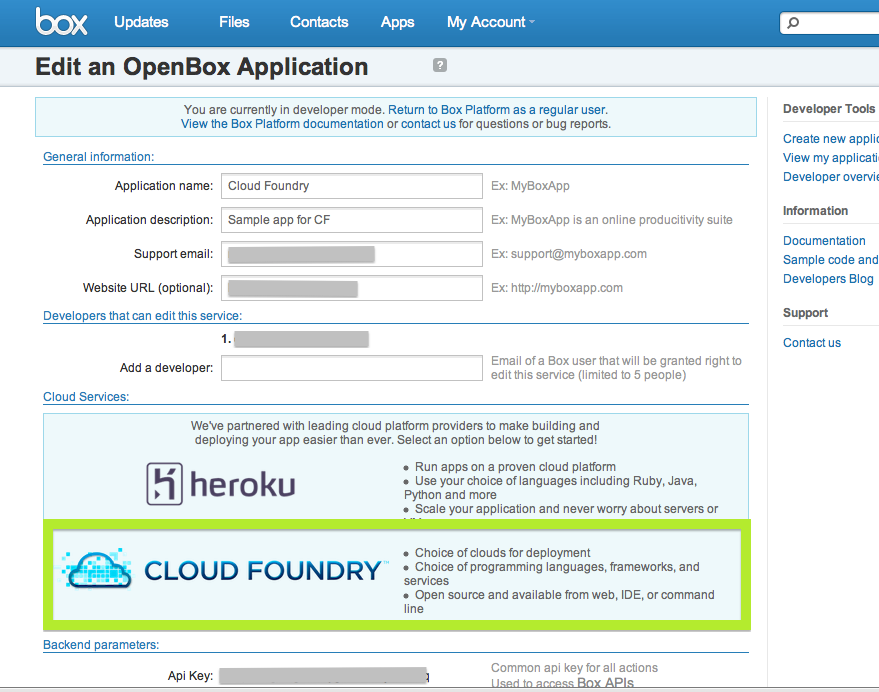 box Updates Files Contacts Apps My Account
Edit an OpenBox Application ?
You are currently in developer mode. Return to Box Platform as a regular user.
View the Box Platform documentation or contact us for questions or bug reports.
General information:
Application name: Cloud Foundry Ex: MyBoxApp
Application description: Sample app for CF Ex: MyBoxApp is an online producitivity suite
Support email: Ex: support@myboxapp.com
Website URL (optional): Ex: http://myboxapp.com
Developers that can edit this service:
1.
Add a developer: Email of a Box user that will be granted right to
edit this service (limited to 5 people)
Cloud Services:
We've partnered with leading cloud platform providers to make building and
deploying your app easier than ever. Select an option below to get started!
heroku
• Run apps on a proven cloud platform
• Use your choice of languages including Ruby, Java,
Python and more
• Scale your application and never worry about servers or
CLOUD FOUNDRY™
• Choice of clouds for deployment
• Choice of programming languages, frameworks, and
services
• Open source and available from web, IDE, or command
line
Backend parameters:
Api Key: q Common api key for all actions
Used to access Box APIs
Developer Tools
Create new applic
View my applicati
Developer overvie
Information
Documentation
Sample code and
Developers Blog
Support
Contact us